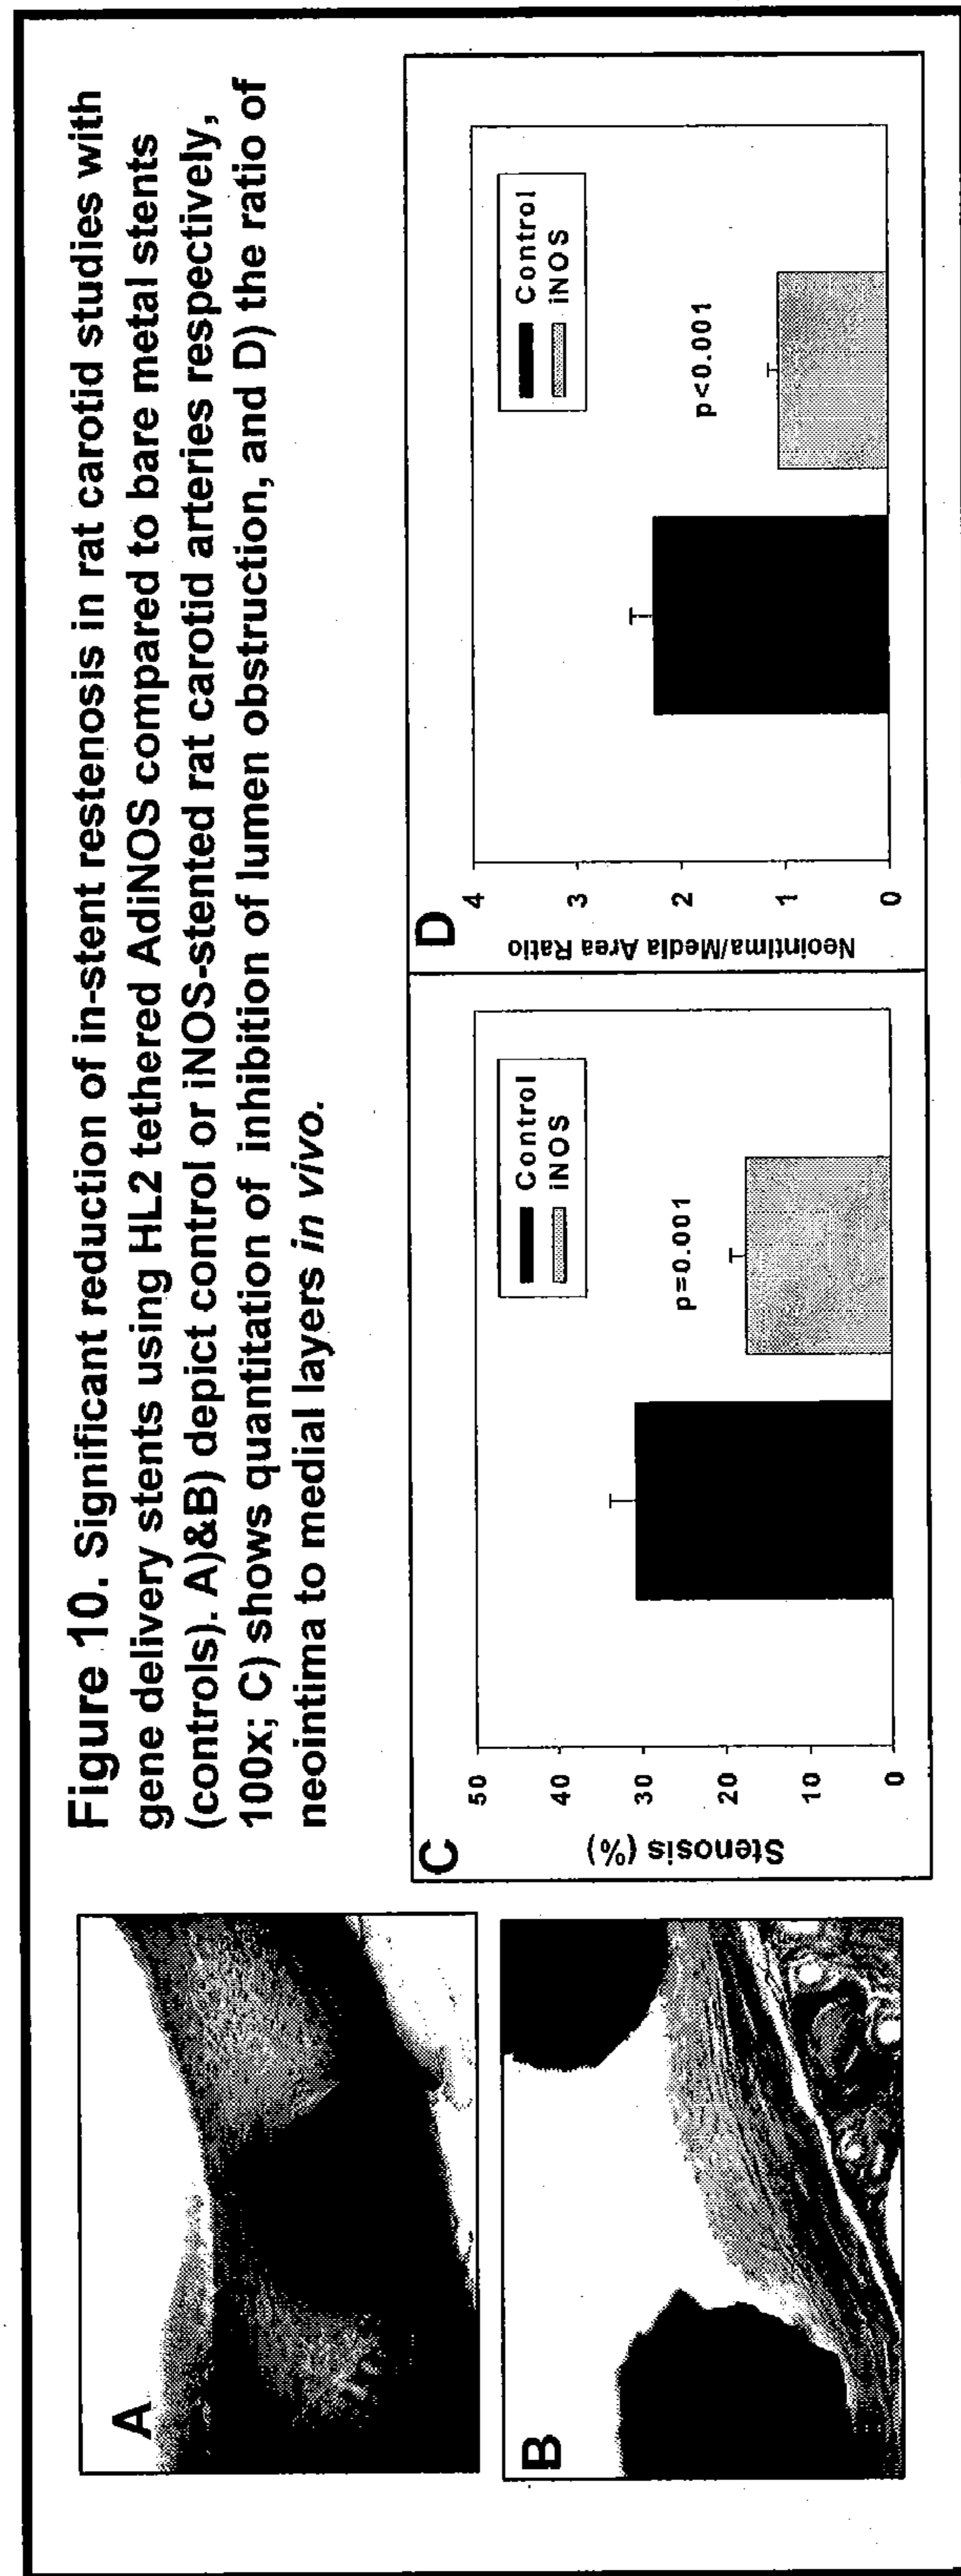 Figure 10. Significant reduction of in-stent restenosis in rat carotid studies with
gene delivery stents using HL2 tethered AdiNOS compared to bare metal stents
(controls). A)&B) depict control or iNOS-stented rat carotid arteries respectively,
100x; C) shows quantitation of inhibition of lumen obstruction, and D) the ratio of
neointima to medial layers in vivo.
A
B
C
Stenosis (%)
50
40
30
20
10
0
Control
iNOS
p=0.001
D
Neointima/Media Area Ratio
4
3
2
1
0
Control
iNOS
p<0.001